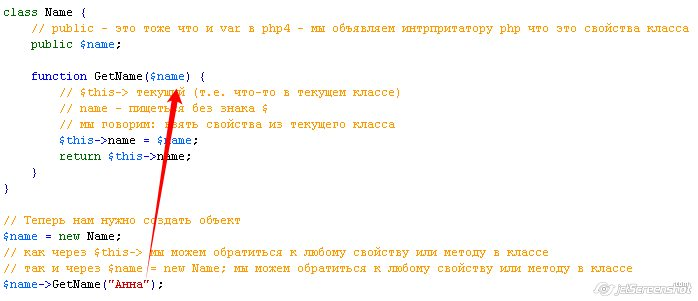 class Name {
// public - это тоже что и var в php4 - мы объявляем интрпритатору php что это свойства класса
public $name;
function GetName($name) {
// $this-> текущий (т.е. что-то в текущем классе)
// name - пищеться без знака $
// мы говорим: взять свойства из текущего класса
$this->name = $name;
return $this->name;
}
}
// Теперь нам нужно создать объект
$name = new Name;
// как через $this-> мы можем обратиться к любому свойству или методу в классе
// так и через $name = new Name; мы можем обратиться к любому свойству или методу в классе
$name->GetName("Анна");
jetScreenshot